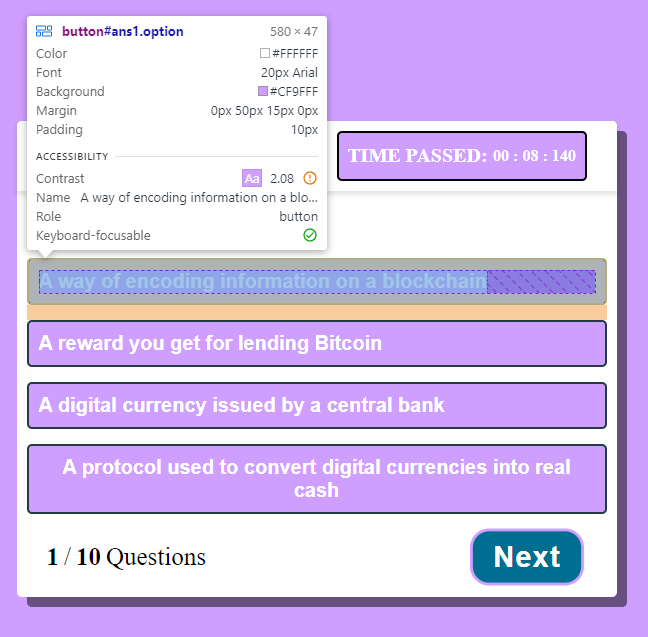 button#ans1.option 580 × 47
Color #FFFFFF
Font 20px Arial
Background #CF9FFF
Margin 0px 50px 15px 0px
Padding 10px
ACCESSIBILITY
Contrast Aa 2.08
Name A way of encoding information on a blo...
Role button
Keyboard-focusable
TIME PASSED: 00 : 08 : 140
A way of encoding information on a blockchain
A reward you get for lending Bitcoin
A digital currency issued by a central bank
A protocol used to convert digital currencies into real
cash
1 / 10 Questions
Next